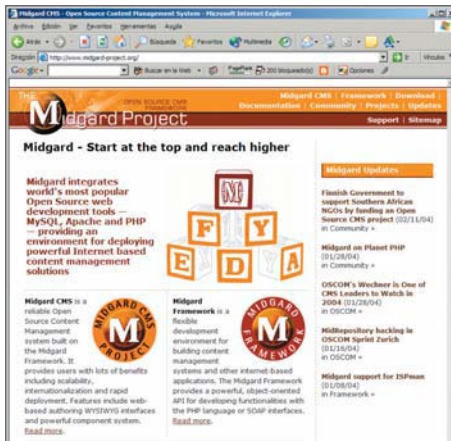 Midgard CMS - Open Source Content Management System - Microsoft Internet Explorer
Archivo Edición Ver Favoritos Herramientas Ayuda
Atrás Búsqueda Favoritos Multimedia
Dirección http://www.midgard-project.org/ Ir Vínculos
Google Buscar en la Web PageRank 200 bloqueado(s) Opciones
THE
Midgard Project
OPEN SOURCE CMS
FRAMEWORK
Midgard CMS | Framework | Download |
Documentation | Community | Projects | Updates
Support | Sitemap
Midgard - Start at the top and reach higher
Midgard integrates
world's most popular
Open Source web
development tools —
MySQL, Apache and PHP
— providing an
environment for deploying
powerful Internet based
content management
solutions
F Y
E D A
Midgard CMS is a
reliable Open
Source Content
Management
system built on
the Midgard
Framework. It
provides users with lots of benefits
including scalability,
internationalization and rapid
deployment. Features include web-
based authoring WYSIWYG interfaces
and powerful component system.
Read more.
MIDGARD CMS
M
PROJECT
Midgard
Framework is a
flexible
development
environment for
building content
management
systems and other internet-based
applications. The Midgard Framework
provides a powerful, object-oriented
API for developing functionalities with
the PHP language or SOAP interfaces.
Read more.
MIDGARD
M
FRAMEWORK
Midgard Updates
Finnish Government to
support Southern African
NGOs by funding an Open
Source CMS project (02/11/04)
in Community »
Midgard on Planet PHP
(01/28/04)
in Community »
OSCOM's Wechner is One of
CMS Leaders to Watch in
2004 (01/28/04)
in OSCOM »
MidRepository hacking in
OSCOM Sprint Zurich
(01/16/04)
in OSCOM »
Midgard support for ISPman
(01/08/04)
in Framework »